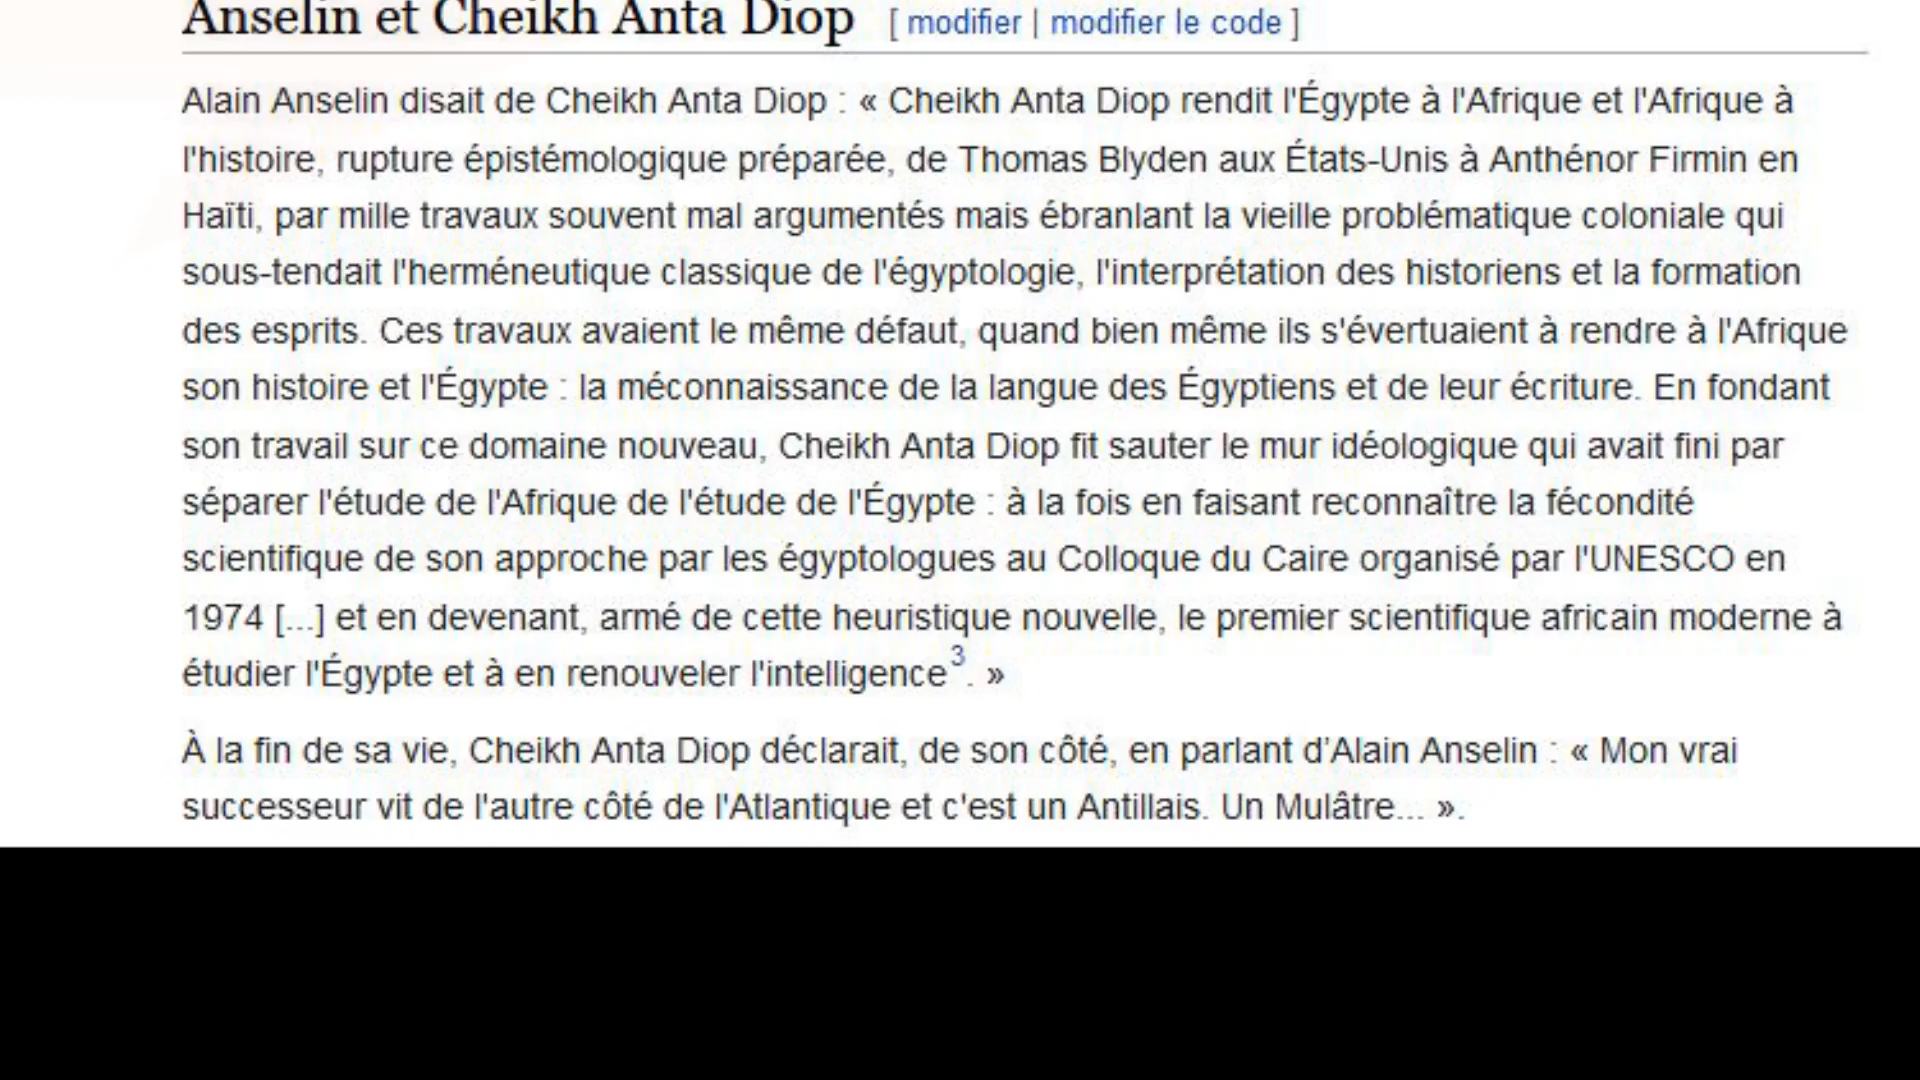 Anselin et Cheikh Anta Diop [ modifier | modifier le code ]
Alain Anselin disait de Cheikh Anta Diop : « Cheikh Anta Diop rendit l'Égypte à l'Afrique et l'Afrique à
l'histoire, rupture épistémologique préparée, de Thomas Blyden aux États-Unis à Anthénor Firmin en
Haïti, par mille travaux souvent mal argumentés mais ébranlant la vieille problématique coloniale qui
sous-tendait l'herméneutique classique de l'égyptologie, l'interprétation des historiens et la formation
des esprits. Ces travaux avaient le même défaut, quand bien même ils s'évertuaient à rendre à l'Afrique
son histoire et l'Égypte : la méconnaissance de la langue des Égyptiens et de leur écriture. En fondant
son travail sur ce domaine nouveau, Cheikh Anta Diop fit sauter le mur idéologique qui avait fini par
séparer l'étude de l'Afrique de l'étude de l'Égypte : à la fois en faisant reconnaître la fécondité
scientifique de son approche par les égyptologues au Colloque du Caire organisé par l'UNESCO en
1974 [...] et en devenant, armé de cette heuristique nouvelle, le premier scientifique africain moderne à
étudier l'Égypte et à en renouveler l'intelligence3. »
À la fin de sa vie, Cheikh Anta Diop déclarait, de son côté, en parlant d’Alain Anselin : « Mon vrai
successeur vit de l'autre côté de l'Atlantique et c'est un Antillais. Un Mulâtre... ».